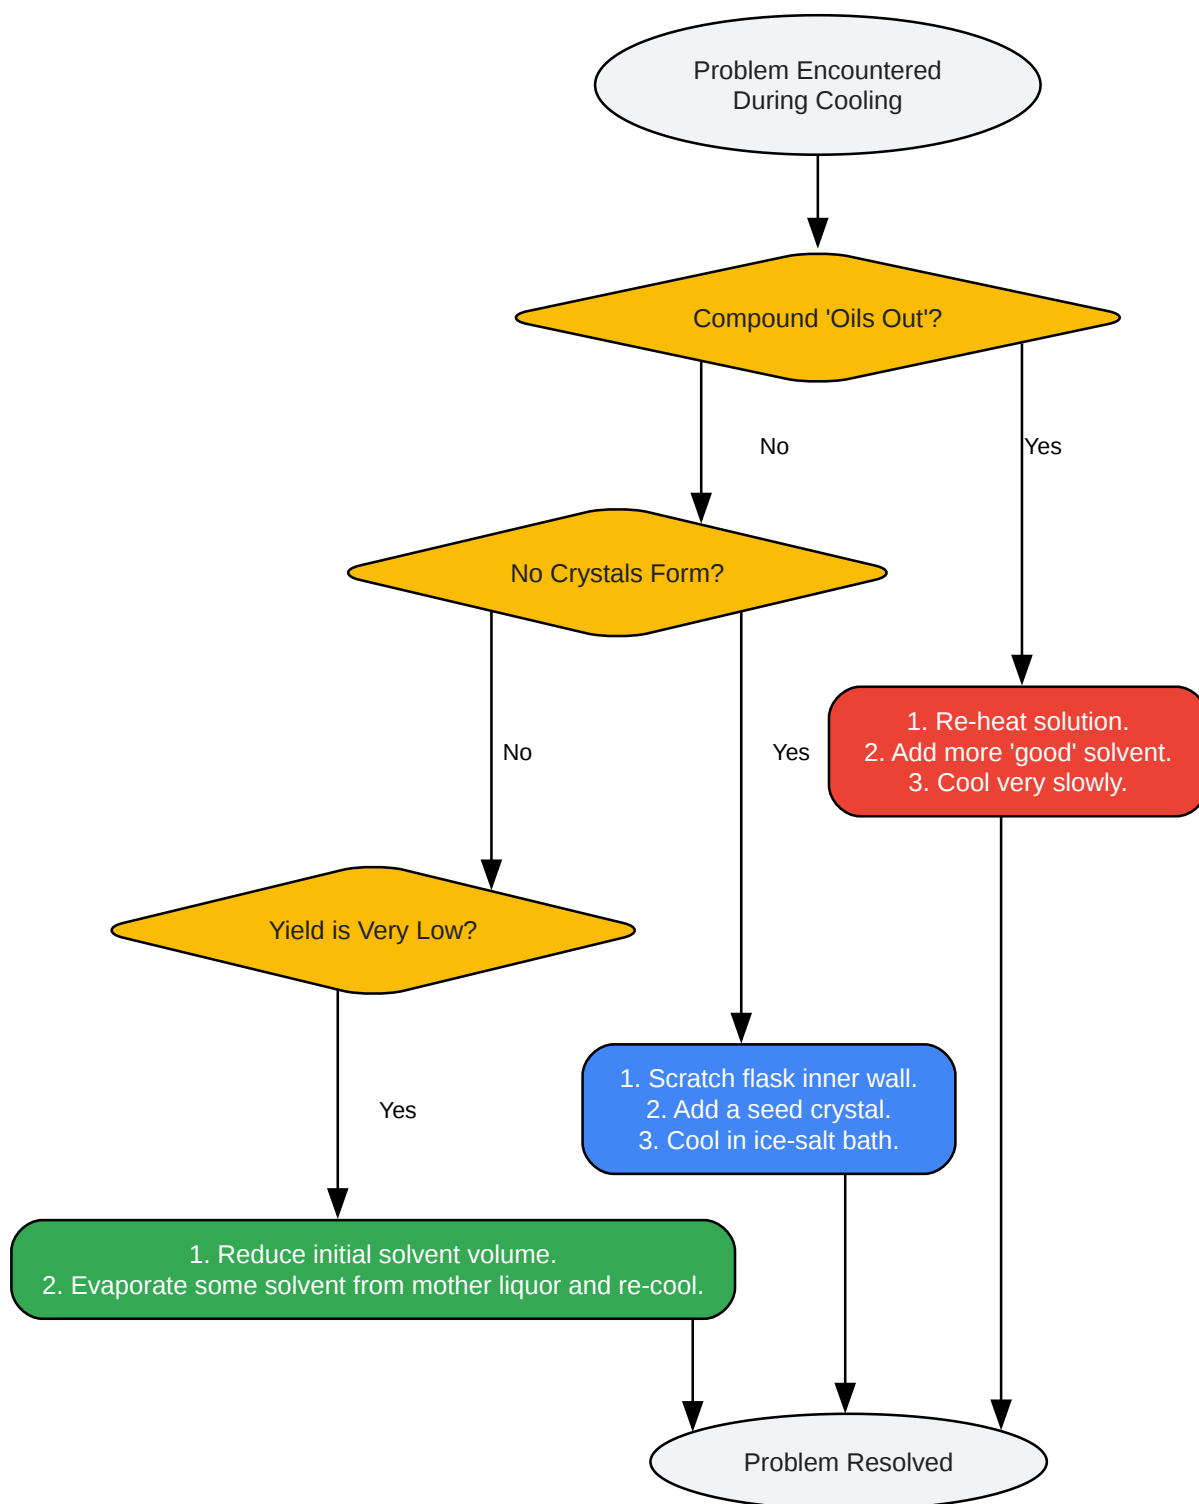 Problem Encountered
During Cooling
Compound 'Oils Out'?
No
Yes
No Crystals Form?
1. Re-heat solution.
2. Add more 'good' solvent.
3. Cool very slowly.
No
Yes
Yield is Very Low?
1. Scratch flask inner wall.
2. Add a seed crystal.
3. Cool in ice-salt bath.
Yes
1. Reduce initial solvent volume.
2. Evaporate some solvent from mother liquor and re-cool.
Problem Resolved